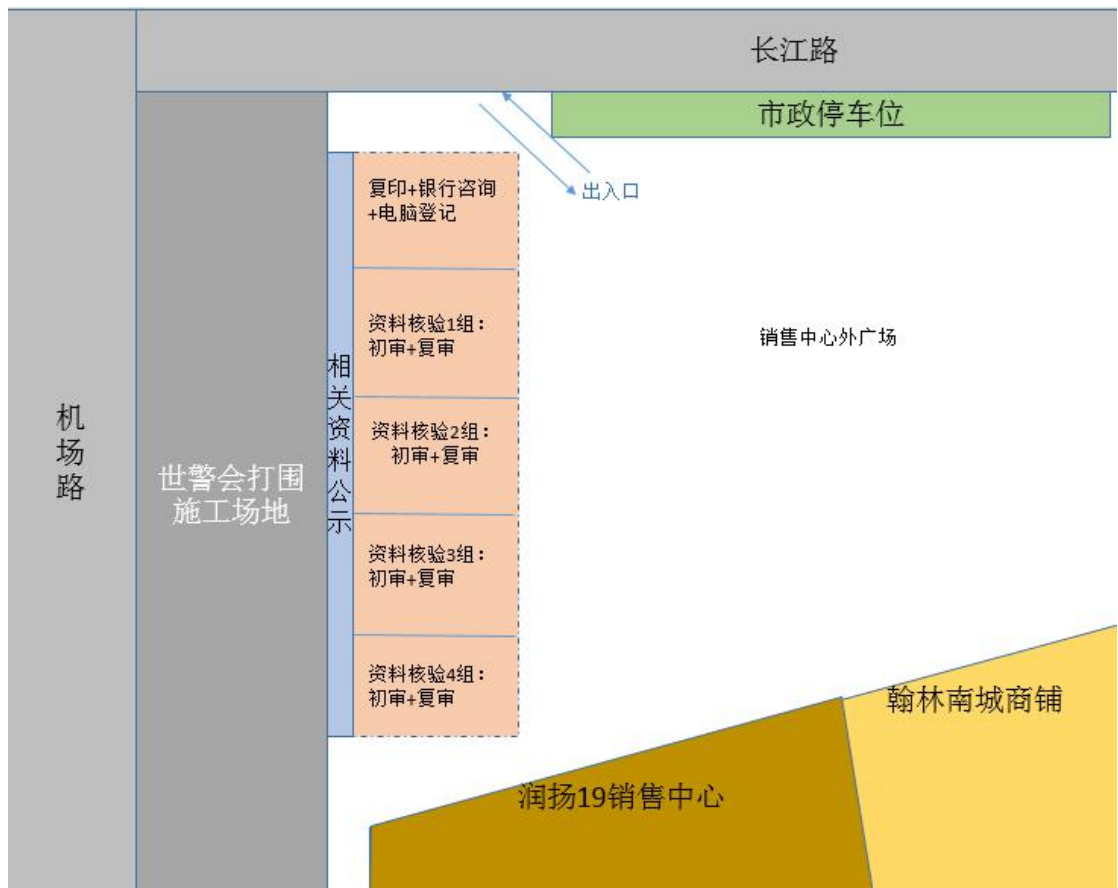 长江路
市政停车位
出入口
复印+银行咨询
+电脑登记
资料核验1组：
初审+复审
销售中心外广场
相关资料公示
资料核验2组：
初审+复审
机场路
世警会打围
施工场地
资料核验3组：
初审+复审
资料核验4组：
初审+复审
翰林南城商铺
润扬19销售中心